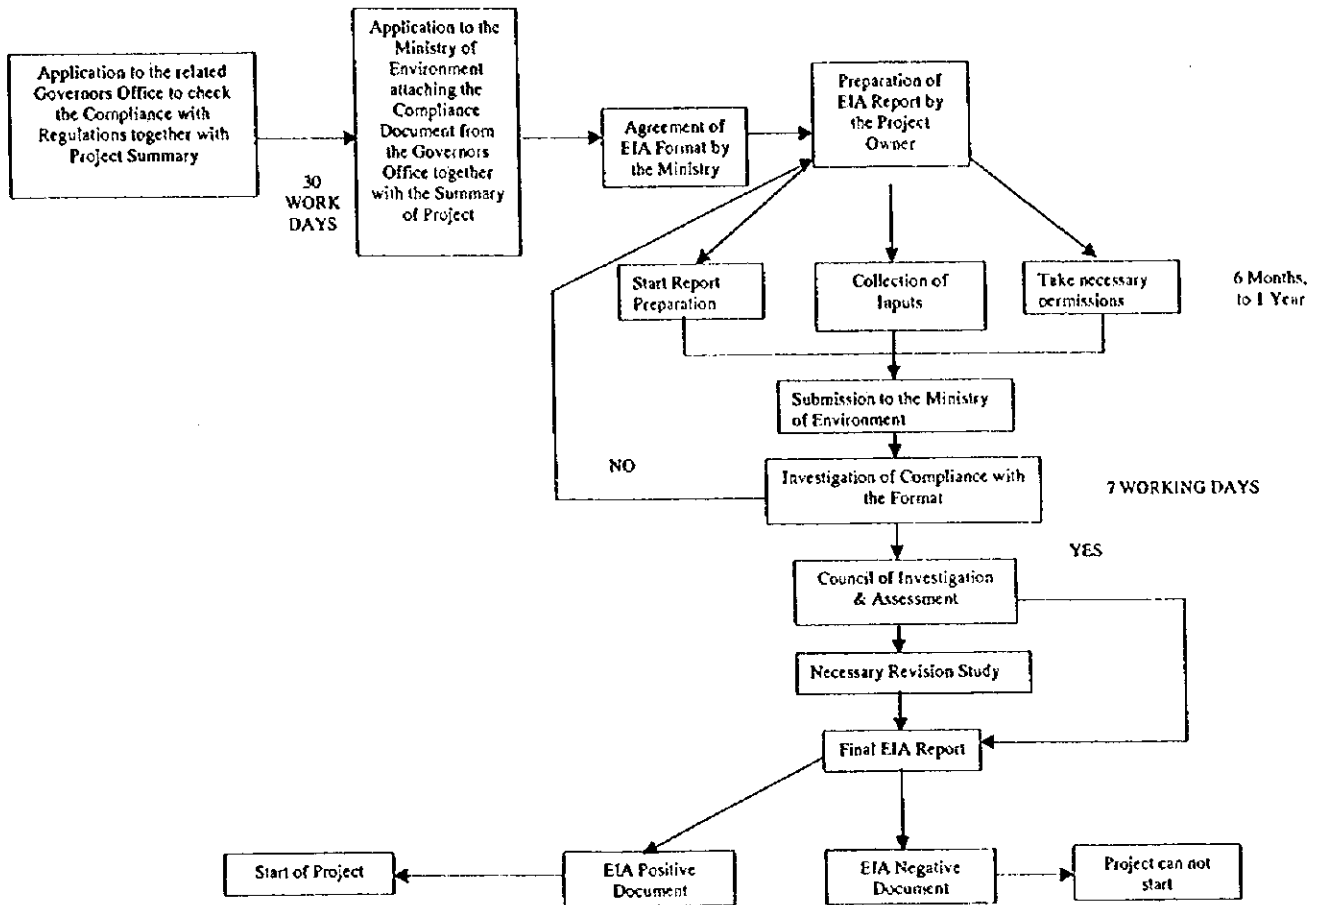 Application to the related
Governors Office to check
the Compliance with
Regulations together with
Project Summary
30
WORK
DAYS
Application to the
Ministry of
Environment
attaching the
Compliance
Document from
the Governors
Office together
with the Summary
of Project
Agreement of
EIA Format by
the Ministry
Preparation of
EIA Report by
the Project
Owner
Start Report
Preparation
Collection of
Inputs
Take necessary
permissions
6 Months,
to 1 Year
Submission to the Ministry
of Environment
NO
Investigation of Compliance with
the Format
7 WORKING DAYS
YES
Council of Investigation
& Assessment
Necessary Revision Study
Final EIA Report
Start of Project
EIA Positive
Document
EIA Negative
Document
Project can not
start